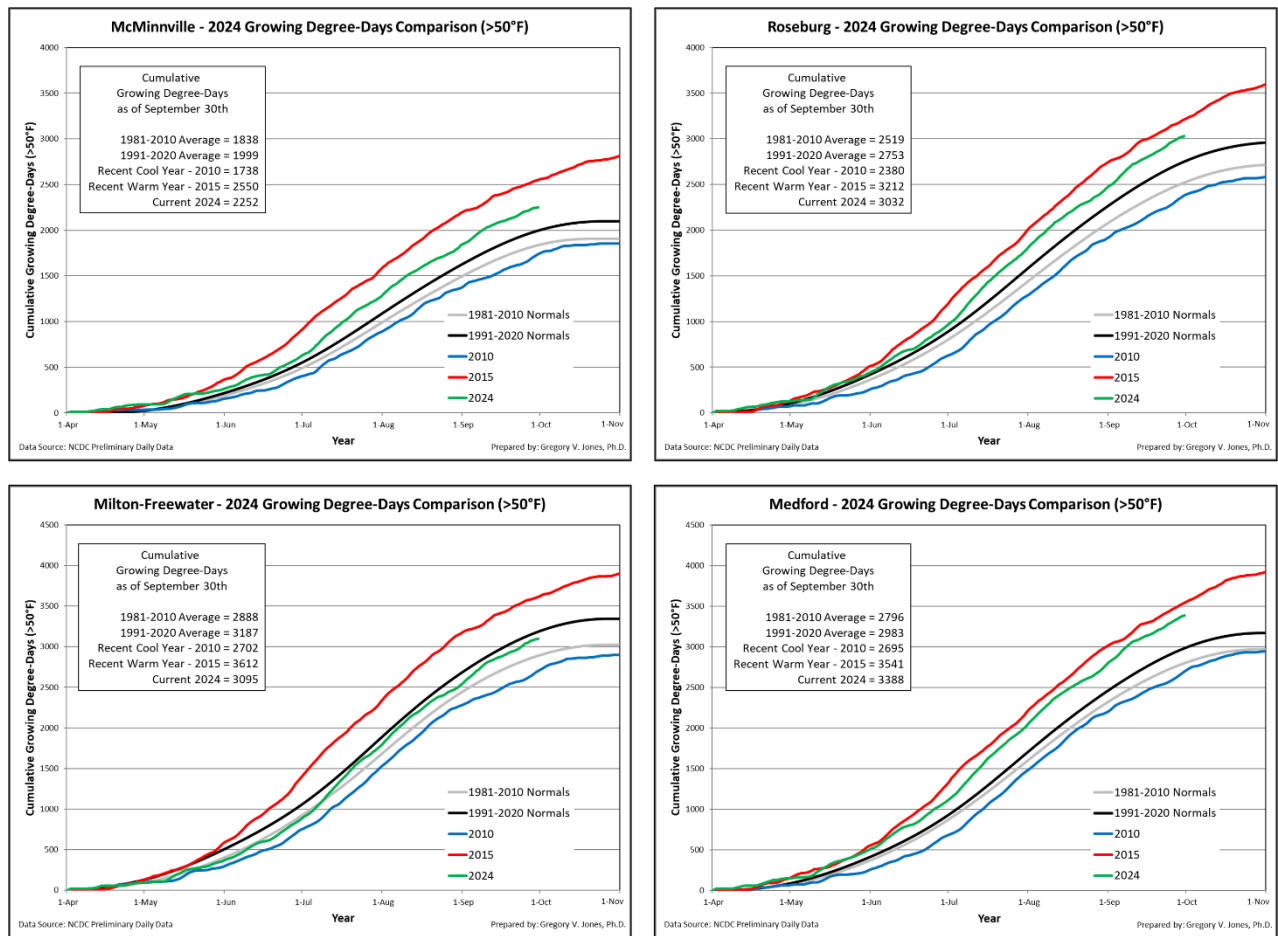 McMinnville - 2024 Growing Degree-Days Comparison (>50°F)
Cumulative Growing Degree-Days (>50°F)
4000
3500
3000
2500
2000
1500
1000
500
0
Cumulative
Growing Degree-Days
as of September 30th
1981-2010 Average = 1838
1991-2020 Average = 1999
Recent Cool Year - 2010 = 1738
Recent Warm Year - 2015 = 2550
Current 2024 = 2252
1981-2010 Normals
1991-2020 Normals
2010
2015
2024
1-Apr 1-May 1-Jun 1-Jul 1-Aug 1-Sep 1-Oct 1-Nov
Year
Data Source: NCDC Preliminary Daily Data
Prepared by: Gregory V. Jones, Ph.D.
Roseburg - 2024 Growing Degree-Days Comparison (>50°F)
Cumulative Growing Degree-Days (>50°F)
4000
3500
3000
2500
2000
1500
1000
500
0
Cumulative
Growing Degree-Days
as of September 30th
1981-2010 Average = 2519
1991-2020 Average = 2753
Recent Cool Year - 2010 = 2380
Recent Warm Year - 2015 = 3212
Current 2024 = 3032
1981-2010 Normals
1991-2020 Normals
2010
2015
2024
1-Apr 1-May 1-Jun 1-Jul 1-Aug 1-Sep 1-Oct 1-Nov
Year
Data Source: NCDC Preliminary Daily Data
Prepared by: Gregory V. Jones, Ph.D.
Milton-Freewater - 2024 Growing Degree-Days Comparison (>50°F)
Cumulative Growing Degree-Days (>50°F)
4500
4000
3500
3000
2500
2000
1500
1000
500
0
Cumulative
Growing Degree-Days
as of September 30th
1981-2010 Average = 2888
1991-2020 Average = 3187
Recent Cool Year - 2010 = 2702
Recent Warm Year - 2015 = 3612
Current 2024 = 3095
1981-2010 Normals
1991-2020 Normals
2010
2015
2024
1-Apr 1-May 1-Jun 1-Jul 1-Aug 1-Sep 1-Oct 1-Nov
Year
Data Source: NCDC Preliminary Daily Data
Prepared by: Gregory V. Jones, Ph.D.
Medford - 2024 Growing Degree-Days Comparison (>50°F)
Cumulative Growing Degree-Days (>50°F)
4500
4000
3500
3000
2500
2000
1500
1000
500
0
Cumulative
Growing Degree-Days
as of September 30th
1981-2010 Average = 2796
1991-2020 Average = 2983
Recent Cool Year - 2010 = 2695
Recent Warm Year - 2015 = 3541
Current 2024 = 3388
1981-2010 Normals
1991-2020 Normals
2010
2015
2024
1-Apr 1-May 1-Jun 1-Jul 1-Aug 1-Sep 1-Oct 1-Nov
Year
Data Source: NCDC Preliminary Daily Data
Prepared by: Gregory V. Jones, Ph.D.